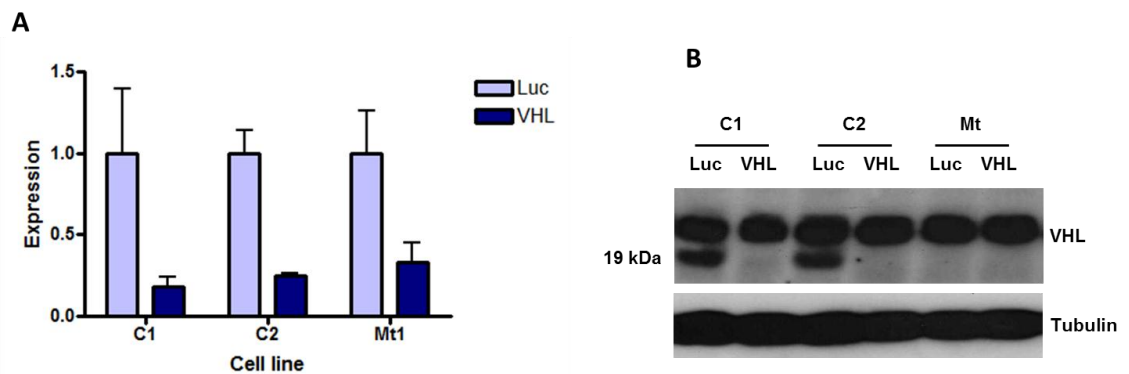 A
1.5
1.0
0.5
0.0
Expression
C1
C2
Mt1
Cell line
Luc
VHL
B
C1 C2 Mt
Luc VHL Luc VHL Luc VHL
19 kDa
VHL
Tubulin